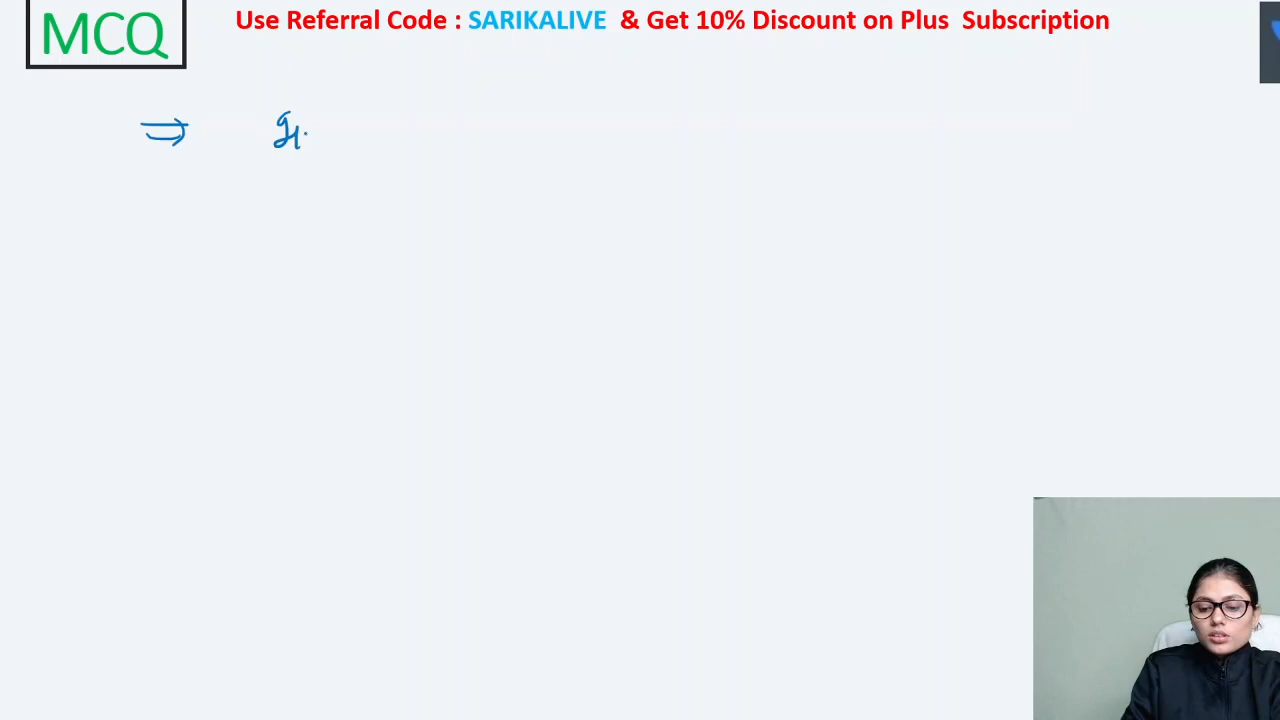 MCQ
Use Referral Code : SARIKALIVE & Get 10% Discount on Plus Subscription
⇒